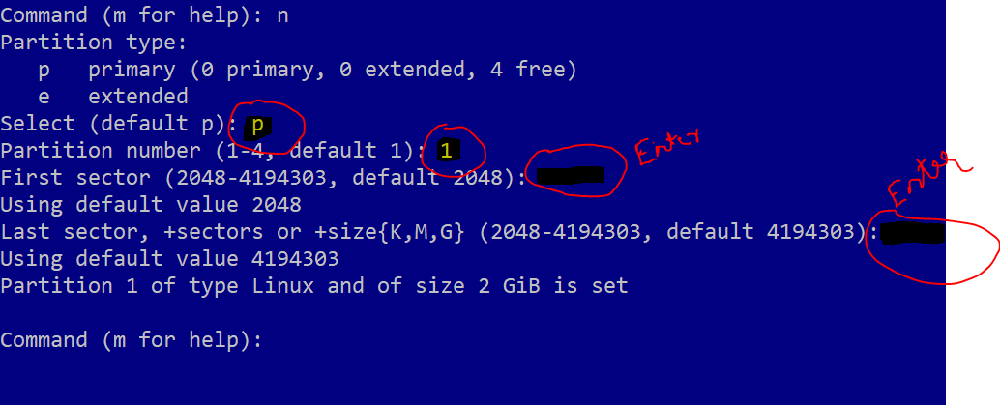 Command (m for help): n
Partition type:
   p   primary (0 primary, 0 extended, 4 free)
   e   extended
Select (default p): p
Partition number (1-4, default 1): 1
First sector (2048-4194303, default 2048): Enter
Using default value 2048
Last sector, +sectors or +size{K,M,G} (2048-4194303, default 4194303): Enter
Using default value 4194303
Partition 1 of type Linux and of size 2 GiB is set
Command (m for help):